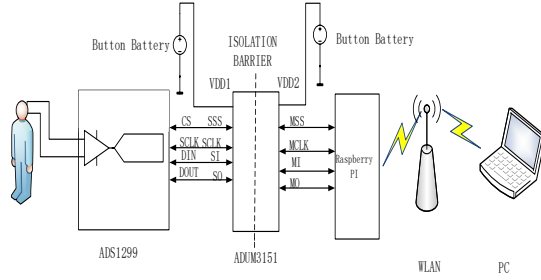 Button Battery
ISOLATION
BARRIER
Button Battery
VDD1
VDD2
CS SSS
SCLK SCLK
DIN SI
DOUT SO
MSS
MCLK
MI
MO
Raspberry
PI
ADS1299
ADUM3151
WLAN
PC